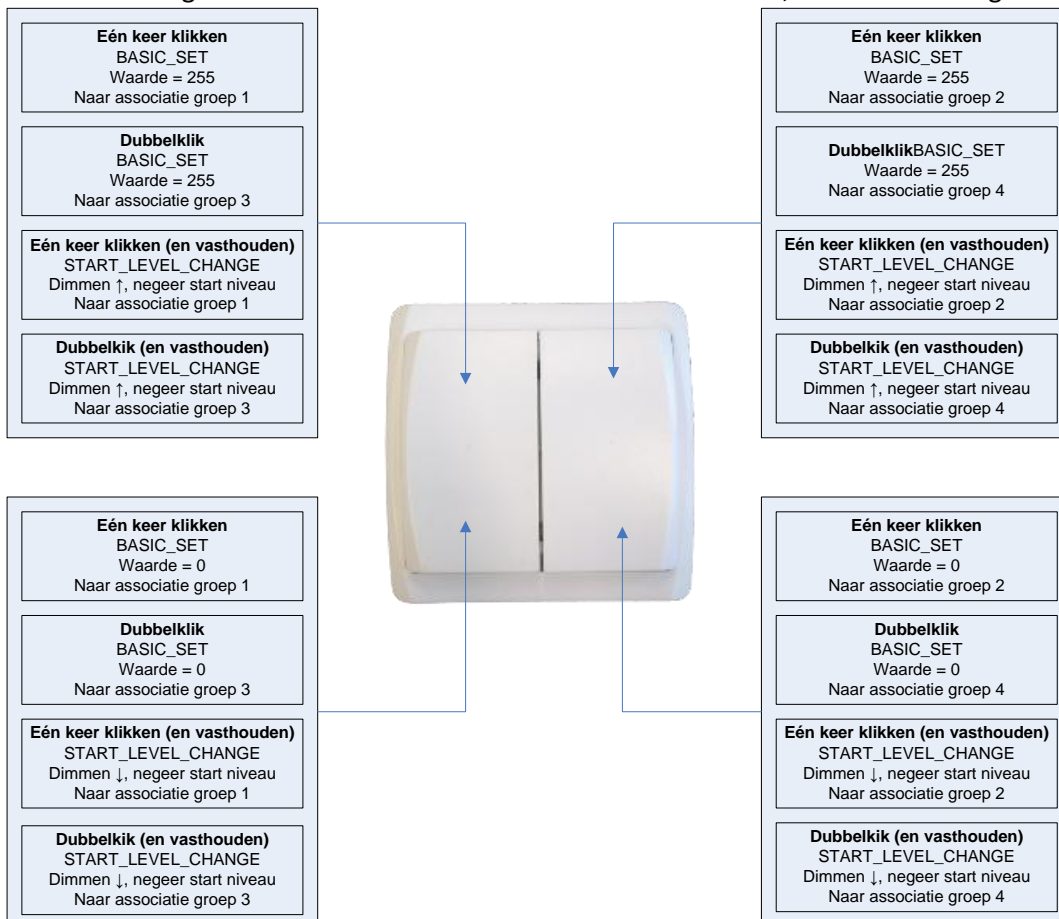 Eén keer klikken
BASIC_SET
Waarde = 255
Naar associatie groep 1
Dubbelklik
BASIC_SET
Waarde = 255
Naar associatie groep 3
Eén keer klikken (en vasthouden)
START_LEVEL_CHANGE
Dimmen ↑, negeer start niveau
Naar associatie groep 1
Dubbelkik (en vasthouden)
START_LEVEL_CHANGE
Dimmen ↑, negeer start niveau
Naar associatie groep 3
Eén keer klikken
BASIC_SET
Waarde = 255
Naar associatie groep 2
DubbelklikBASIC_SET
Waarde = 255
Naar associatie groep 4
Eén keer klikken (en vasthouden)
START_LEVEL_CHANGE
Dimmen ↑, negeer start niveau
Naar associatie groep 2
Dubbelkik (en vasthouden)
START_LEVEL_CHANGE
Dimmen ↑, negeer start niveau
Naar associatie groep 4
Eén keer klikken
BASIC_SET
Waarde = 0
Naar associatie groep 1
Dubbelklik
BASIC_SET
Waarde = 0
Naar associatie groep 3
Eén keer klikken (en vasthouden)
START_LEVEL_CHANGE
Dimmen ↓, negeer start niveau
Naar associatie groep 1
Dubbelkik (en vasthouden)
START_LEVEL_CHANGE
Dimmen ↓, negeer start niveau
Naar associatie groep 3
Eén keer klikken
BASIC_SET
Waarde = 0
Naar associatie groep 2
Dubbelklik
BASIC_SET
Waarde = 0
Naar associatie groep 4
Eén keer klikken (en vasthouden)
START_LEVEL_CHANGE
Dimmen ↓, negeer start niveau
Naar associatie groep 2
Dubbelkik (en vasthouden)
START_LEVEL_CHANGE
Dimmen ↓, negeer start niveau
Naar associatie groep 4